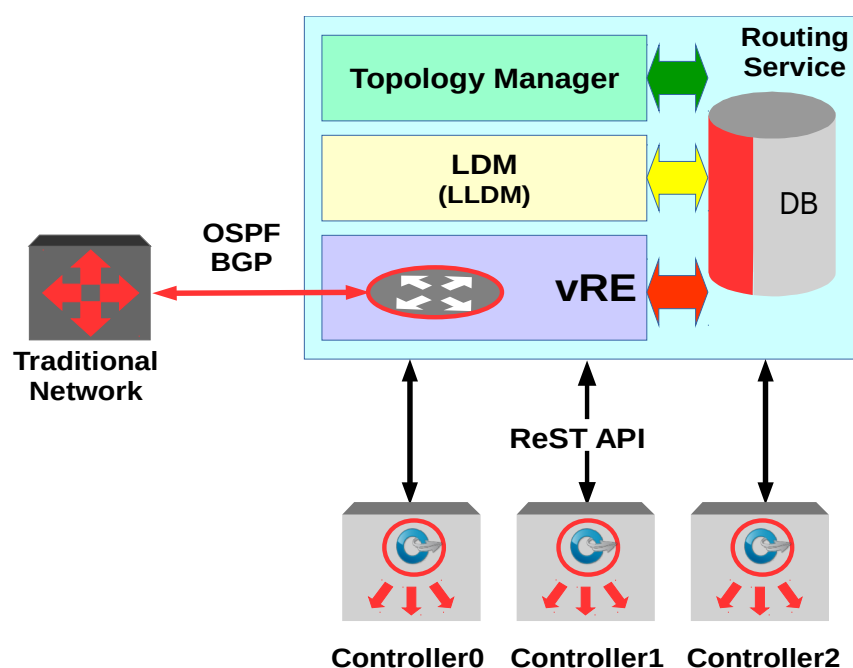 Routing
Service
Topology Manager
LDM
(LLDM)
DB
OSPF
BGP
vRE
Traditional
Network
ReST API
Controller0
Controller1
Controller2